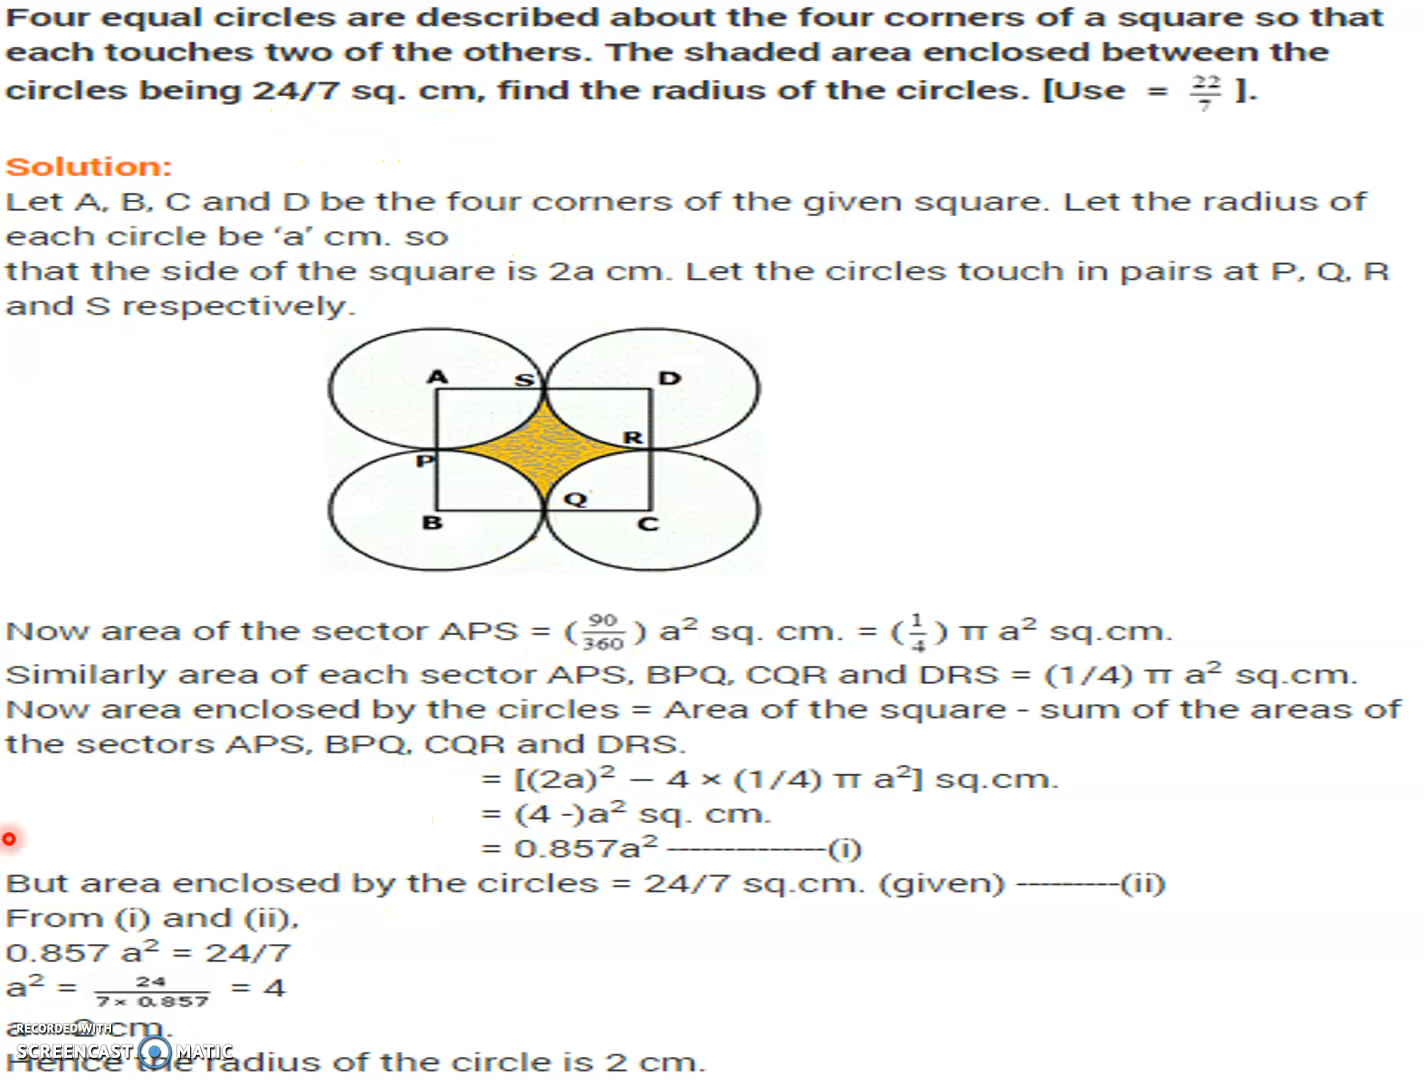 Four equal circles are described about the four corners of a square so that
each touches two of the others. The shaded area enclosed between the
circles being 24/7 sq. cm, find the radius of the circles. [Use = 22/7 ].
Solution:
Let A, B, C and D be the four corners of the given square. Let the radius of
each circle be ‘a’ cm. so
that the side of the square is 2a cm. Let the circles touch in pairs at P, Q, R
and S respectively.
A S D
R
P
Q
B C
Now area of the sector APS = (90/360) a² sq. cm. = (1/4) π a² sq.cm.
Similarly area of each sector APS, BPQ, CQR and DRS = (1/4) π a² sq.cm.
Now area enclosed by the circles = Area of the square - sum of the areas of
the sectors APS, BPQ, CQR and DRS.
= [(2a)² – 4 × (1/4) π a²] sq.cm.
= (4 -)a² sq. cm.
= 0.857a² ---------------(i)
But area enclosed by the circles = 24/7 sq.cm. (given) ---------(ii)
From (i) and (ii),
0.857 a² = 24/7
a² = 24/7× 0.857 = 4
a 2 cm.
RECORDED WITH
Hence the radius of the circle is 2 cm.
SCREENCAST MATIC